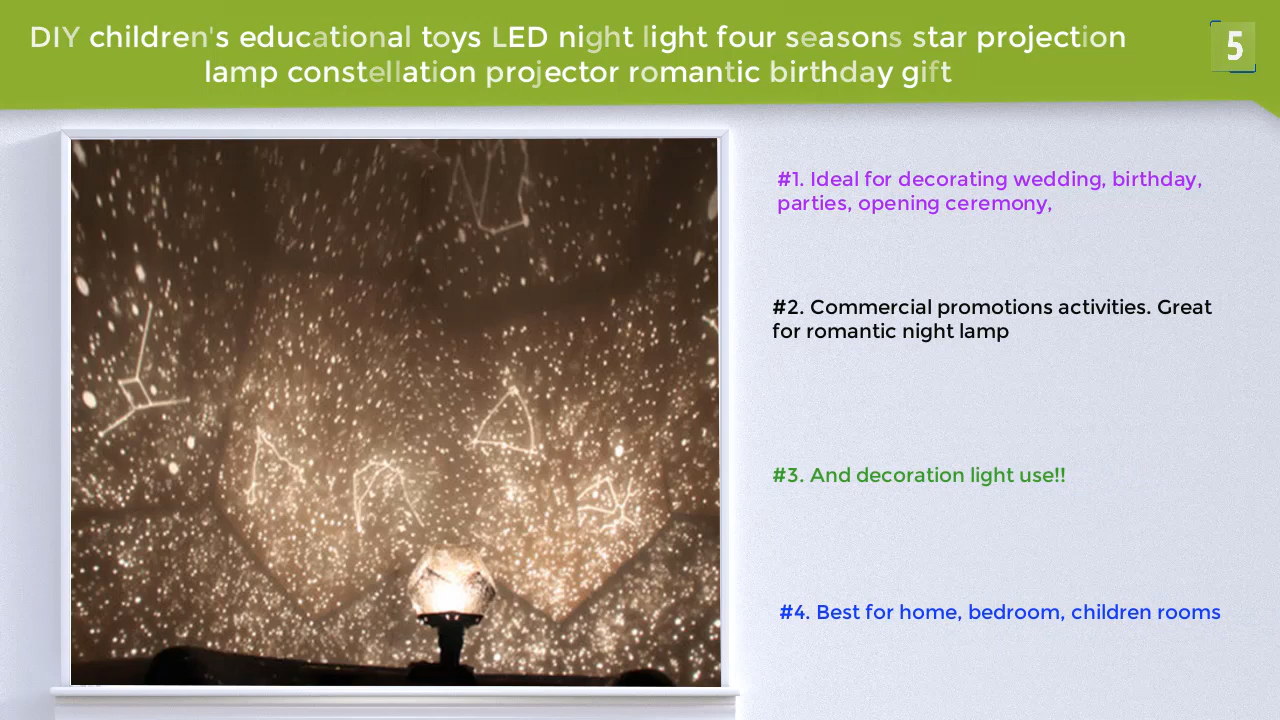 DIY children's educational toys LED night light four seasons star projection
lamp constellation projector romantic birthday gift
5
#1. Ideal for decorating wedding, birthday,
parties, opening ceremony,
#2. Commercial promotions activities. Great
for romantic night lamp
#3. And decoration light use!!
#4. Best for home, bedroom, children rooms